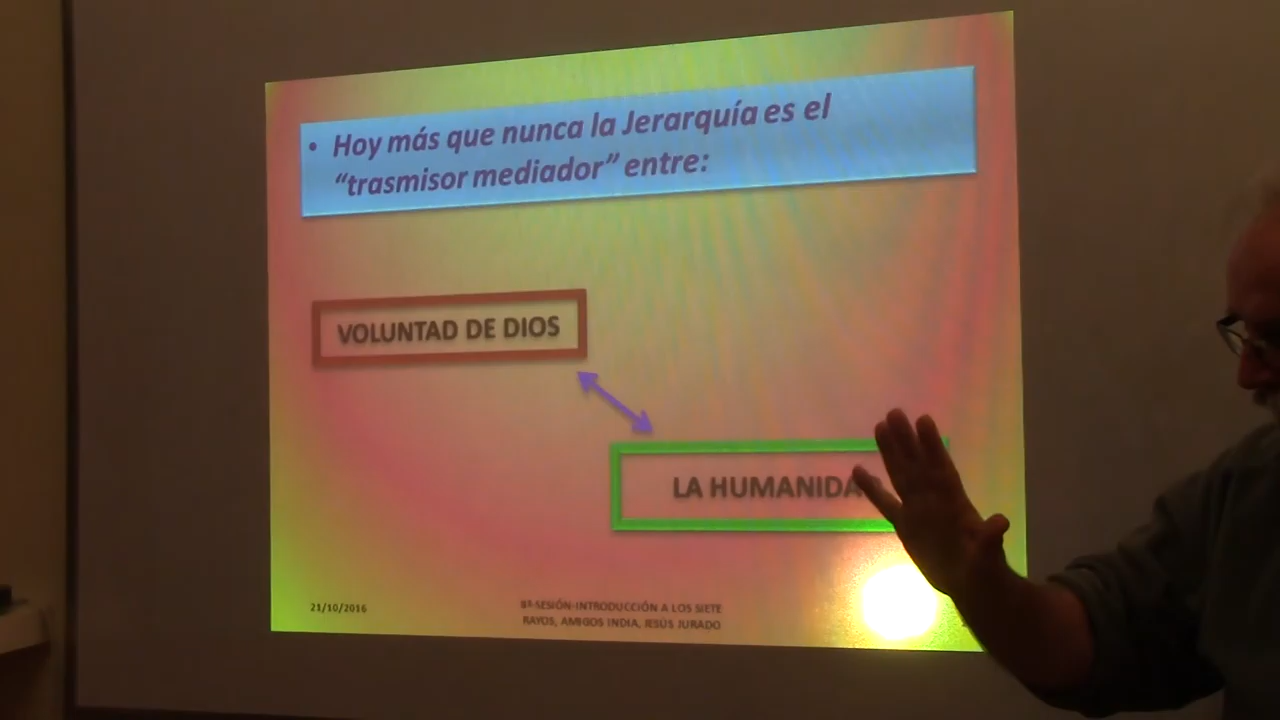 • Hoy más que nunca la Jerarquía es el
“trasmisor mediador” entre:
VOLUNTAD DE DIOS
LA HUMANIDA
21/10/2016
8ª-SESIÓN-INTRODUCCIÓN A LOS SIETE
RAYOS, AMIGOS INDIA, JESÚS JURADO